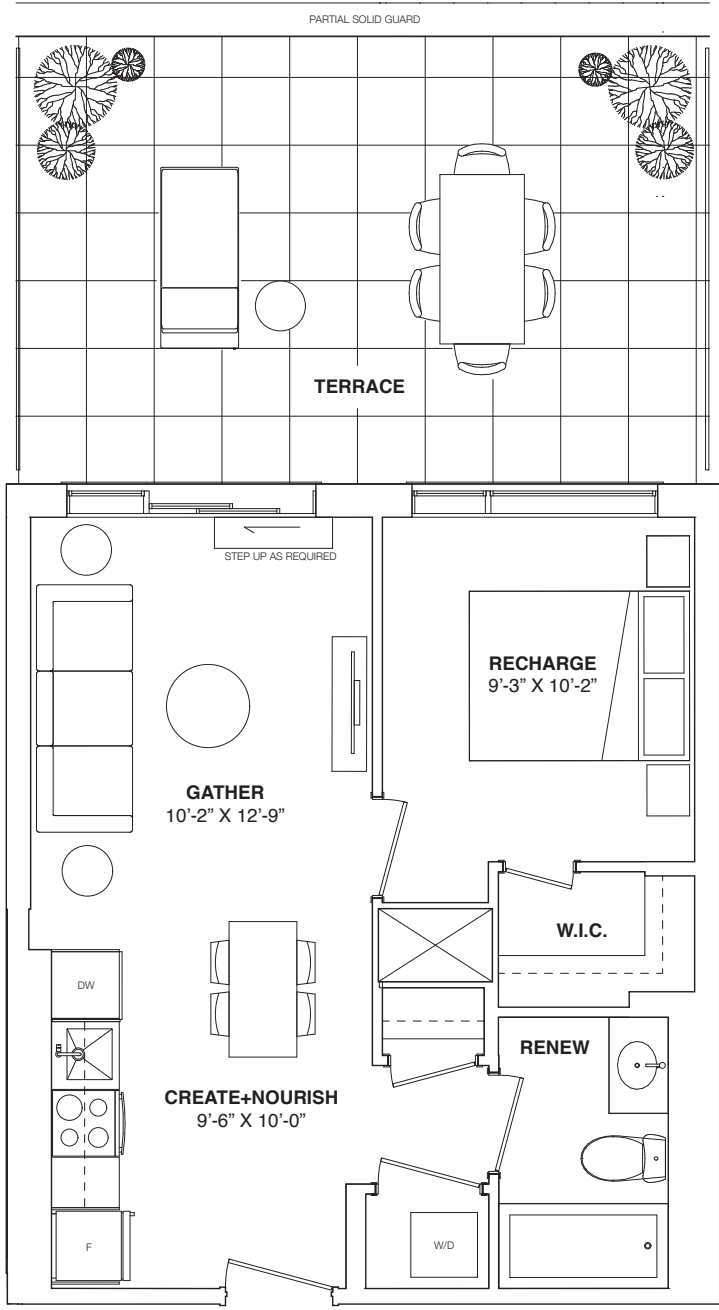 PARTIAL SOLID GUARD
TERRACE
STEP UP AS REQUIRED
RECHARGE
9’-3” X 10’-2”
GATHER
10’-2” X 12’-9”
W.I.C.
DW
RENEW
CREATE+NOURISH
9’-6” X 10’-0”
F
W/D